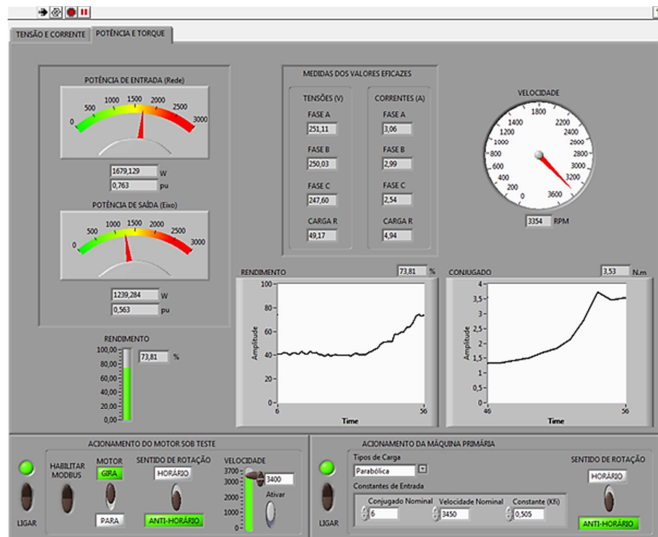 TENSÃO E CORRENTE
POTÊNCIA E TORQUE
POTÊNCIA DE ENTRADA (Rede)
0 500 1000 1500 2000 2500 3000
1679,129 W
0,763 pu
POTÊNCIA DE SAÍDA (Eixo)
0 500 1000 1500 2000 2500 3000
1239,284 W
0,563 pu
RENDIMENTO
100,00
80,00
60,00
40,00
20,00
0,00
73,81 %
MEDIDAS DOS VALORES EFICAZES
TENSÕES (V) CORRENTES (A)
FASE A FASE A
251,11 3,06
FASE B FASE B
250,03 2,99
FASE C FASE C
247,60 2,54
CARGA R CARGA R
49,17 4,94
VELOCIDADE
0 200 400 600 800 1000 1200 1400 1600 1800 2200 2400 2600 2800 3000 3200 3600
3354 RPM
RENDIMENTO 73,81 %
Amplitude
100
80
60
40
20
0
6 56
Time
CONJUGADO 3,53 N.m
Amplitude
4
3,5
3
2,5
2
1,5
1
0,5
0
46 56
Time
ACIONAMENTO DO MOTOR SOB TESTE
LIGAR
HABILITAR
MODBUS
MOTOR
GIRA
PARA
SENTIDO DE ROTAÇÃO
HORÁRIO
ANTI-HORÁRIO
VELOCIDADE
3700
3000
2000
1000
0
3400
Ativar
ACIONAMENTO DA MÁQUINA PRIMÁRIA
LIGAR
Tipos de Carga
Parabólica
Constantes de Entrada
Conjugado Nominal Velocidade Nominal Constante (Kfi)
6 3450 0,505
SENTIDO DE ROTAÇÃO
HORÁRIO
ANTI-HORÁRIO